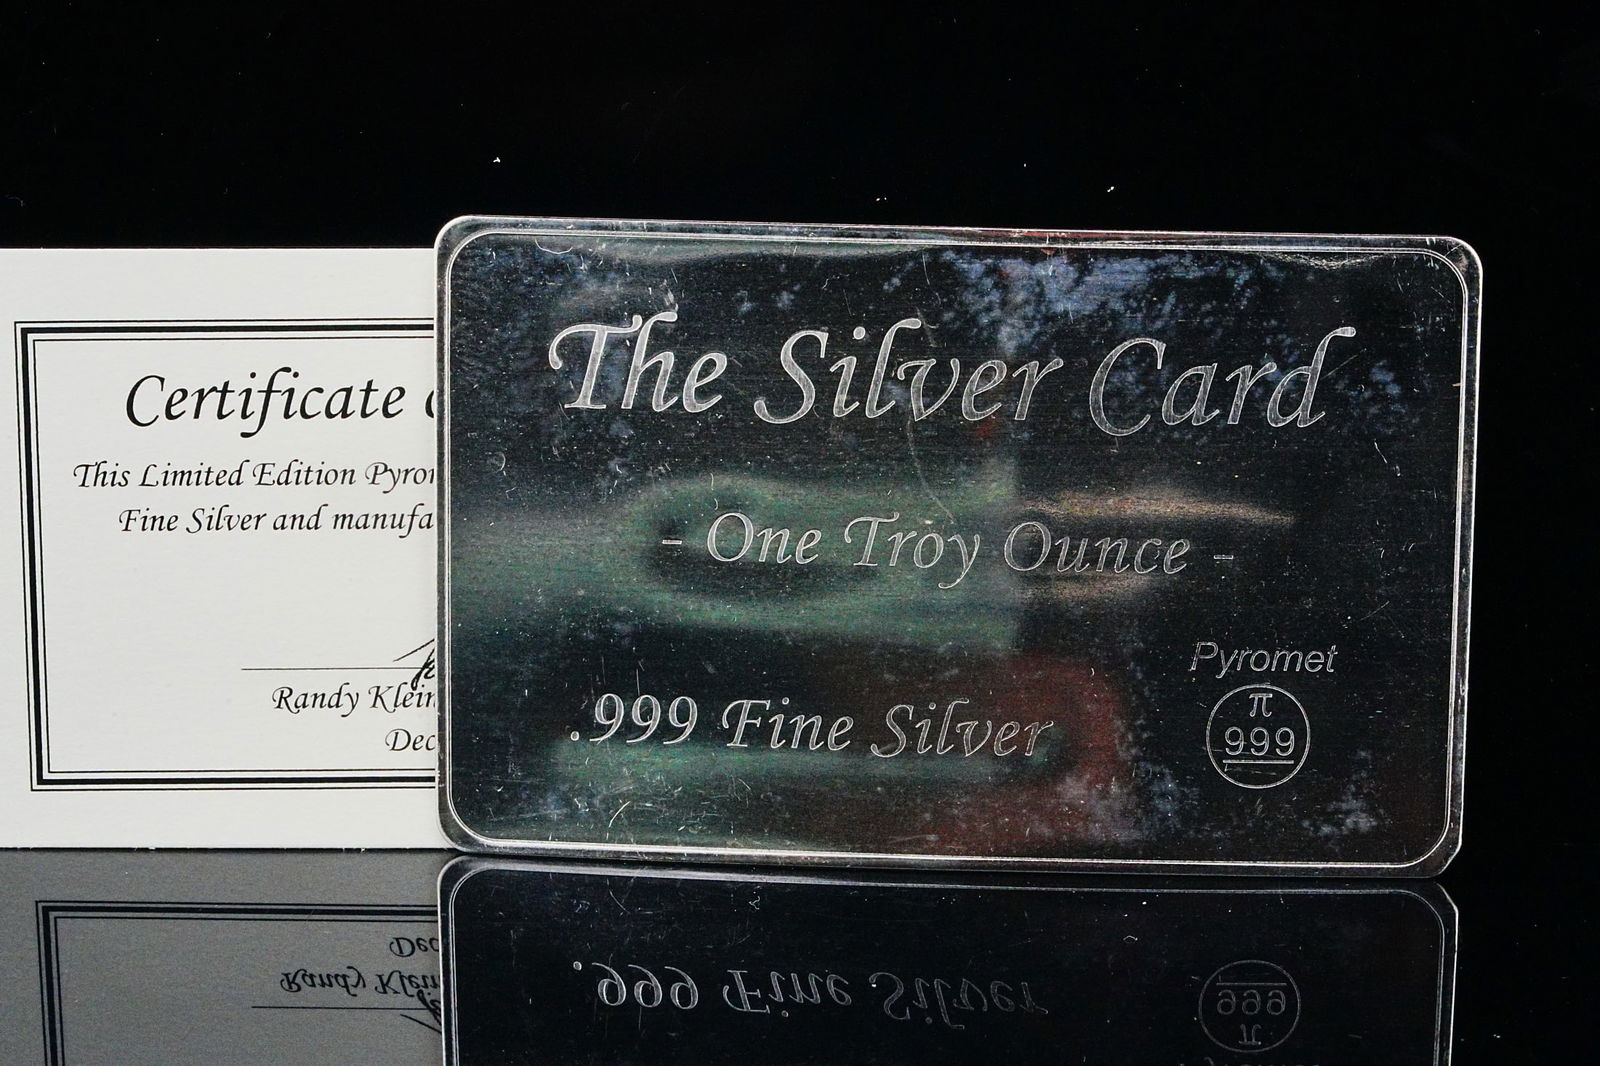 Certificate
This Limited Edition
Fine Silver and
Randy
The Silver Card
- One Troy Ounce -
.999 Fine Silver
Pyromet
π
999